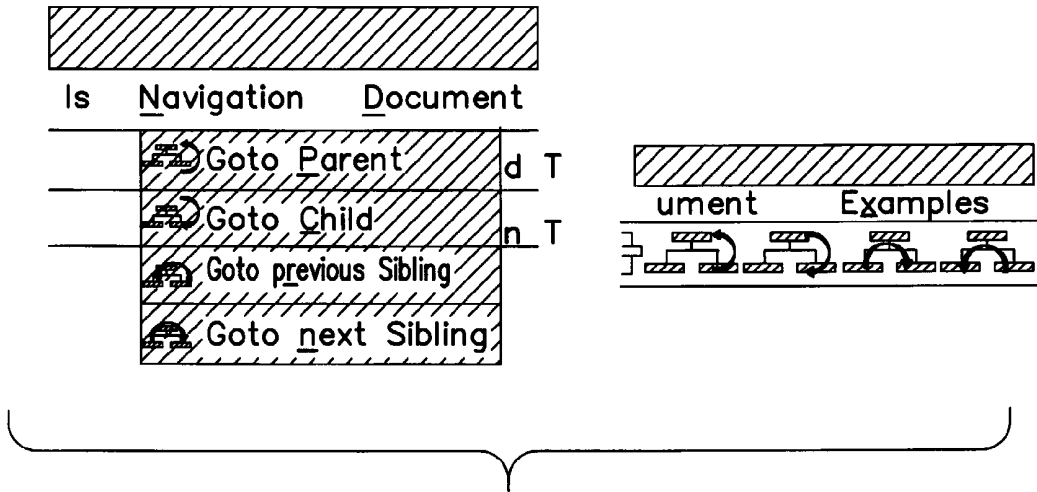 ls Navigation Document
Goto Parent
d T
Goto Child
n T
Goto previous Sibling
Goto next Sibling
ument Examples